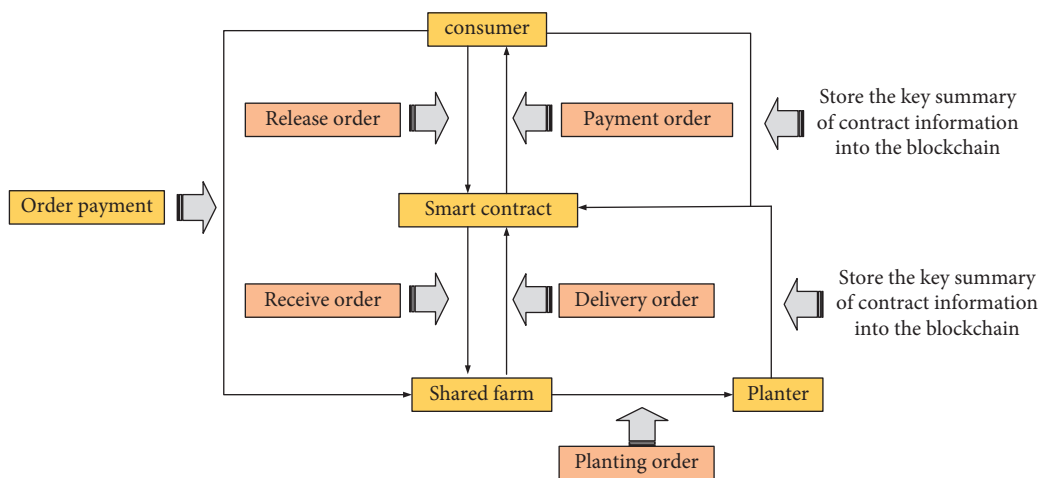 consumer
Release order
Payment order
Store the key summary
of contract information
into the blockchain
Order payment
Smart contract
Receive order
Delivery order
Store the key summary
of contract information
into the blockchain
Shared farm
Planter
Planting order